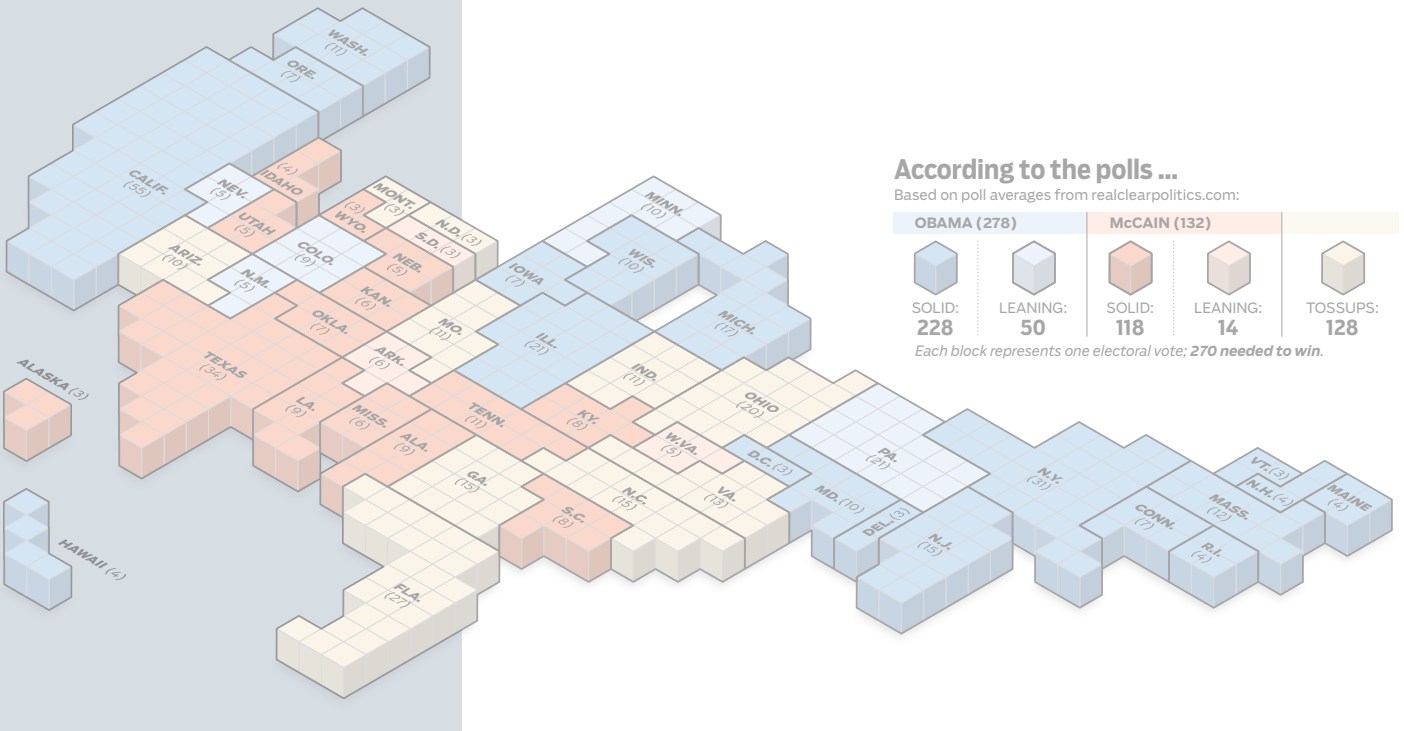 WASH.
(11)
ORE.
(7)
According to the polls ...
Based on poll averages from realclearpolitics.com:
OBAMA (278)
McCAIN (132)
SOLID:
228
LEANING:
50
SOLID:
118
LEANING:
14
TOSSUPS:
128
Each block represents one electoral vote; 270 needed to win.
CALIF.
(55)
NEV.
(5)
(4)
IDAHO
UTAH
(5)
(3)
WYO.
MONT.
(3)
N.D. (3)
S.D. (3)
MINN.
(10)
ARIZ.
(10)
N.M.
(5)
COLO.
(9)
NEB.
(5)
IOWA
(7)
WIS.
(10)
KAN.
(6)
OKLA.
(7)
MO.
(11)
ILL.
(21)
MICH.
(17)
TEXAS
(34)
ARK.
(6)
IND.
(11)
OHIO
(20)
ALASKA (3)
LA.
(9)
MISS.
(6)
ALA.
(9)
TENN.
(11)
KY.
(8)
W.VA.
(5)
D.C. (3)
PA.
(21)
GA.
(15)
S.C.
(8)
N.C.
(15)
VA.
(13)
MD. (10)
DEL. (3)
N.J.
(15)
N.Y.
(31)
CONN.
(7)
R.I.
(4)
MASS.
(12)
VT. (3)
N.H. (4)
MAINE
(4)
HAWAII (4)
FLA.
(27)